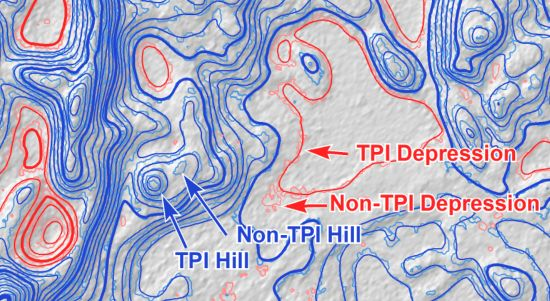 TPI Depression
Non-TPI Depression
Non-TPI Hill
TPI Hill